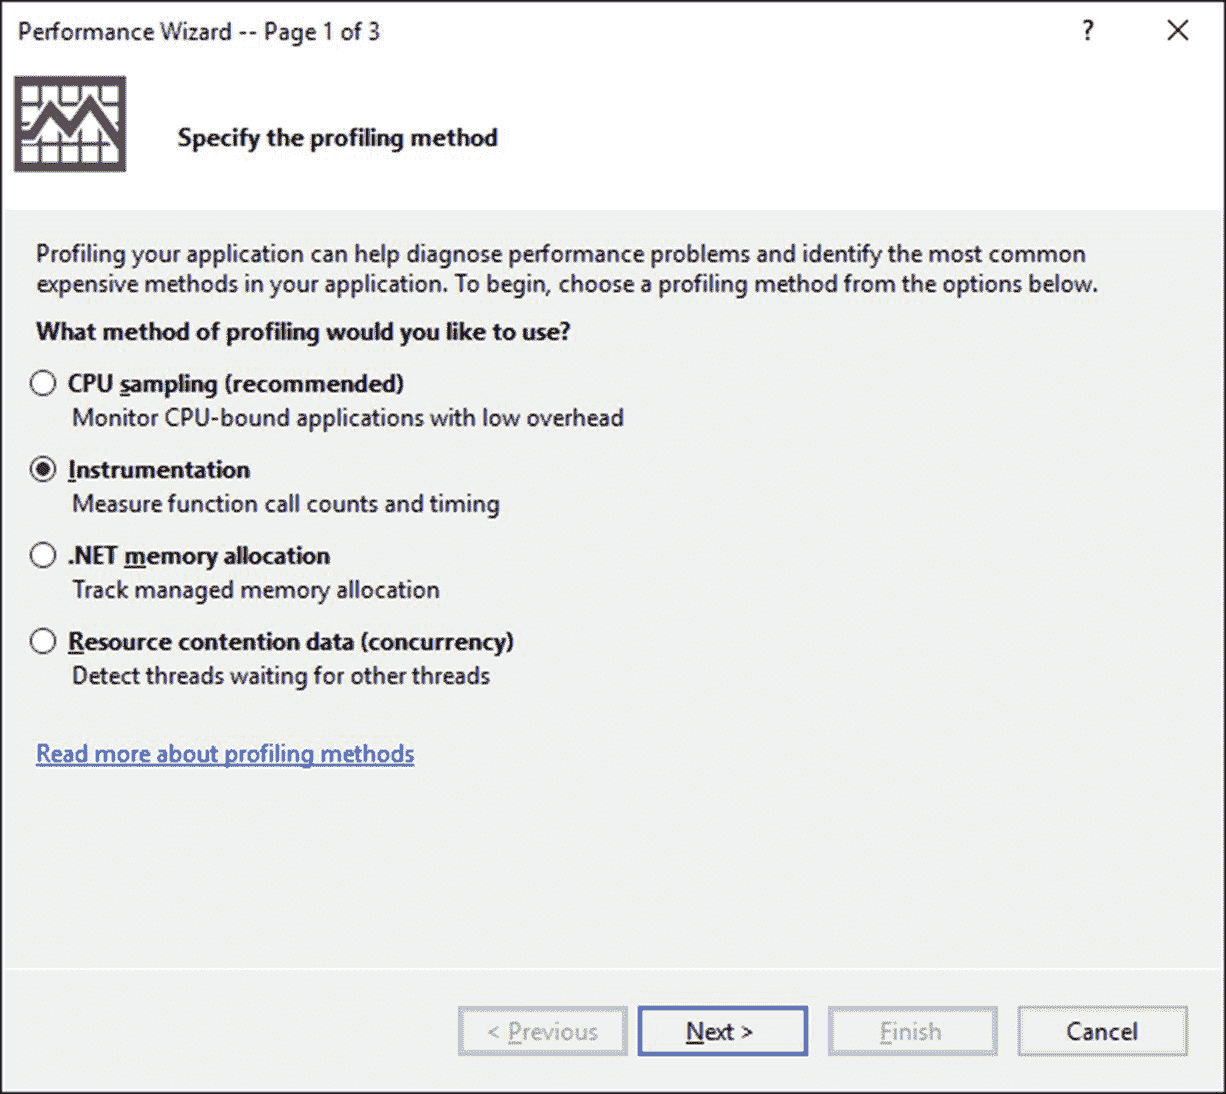 Performance Wizard -- Page 1 of 3
?
Specify the profiling method
Profiling your application can help diagnose performance problems and identify the most common
expensive methods in your application. To begin, choose a profiling method from the options below.
What method of profiling would you like to use?
CPU sampling (recommended)
Monitor CPU-bound applications with low overhead
Instrumentation
Measure function call counts and timing
.NET memory allocation
Track managed memory allocation
Resource contention data (concurrency)
Detect threads waiting for other threads
Read more about profiling methods
< Previous
Next >
Finish
Cancel